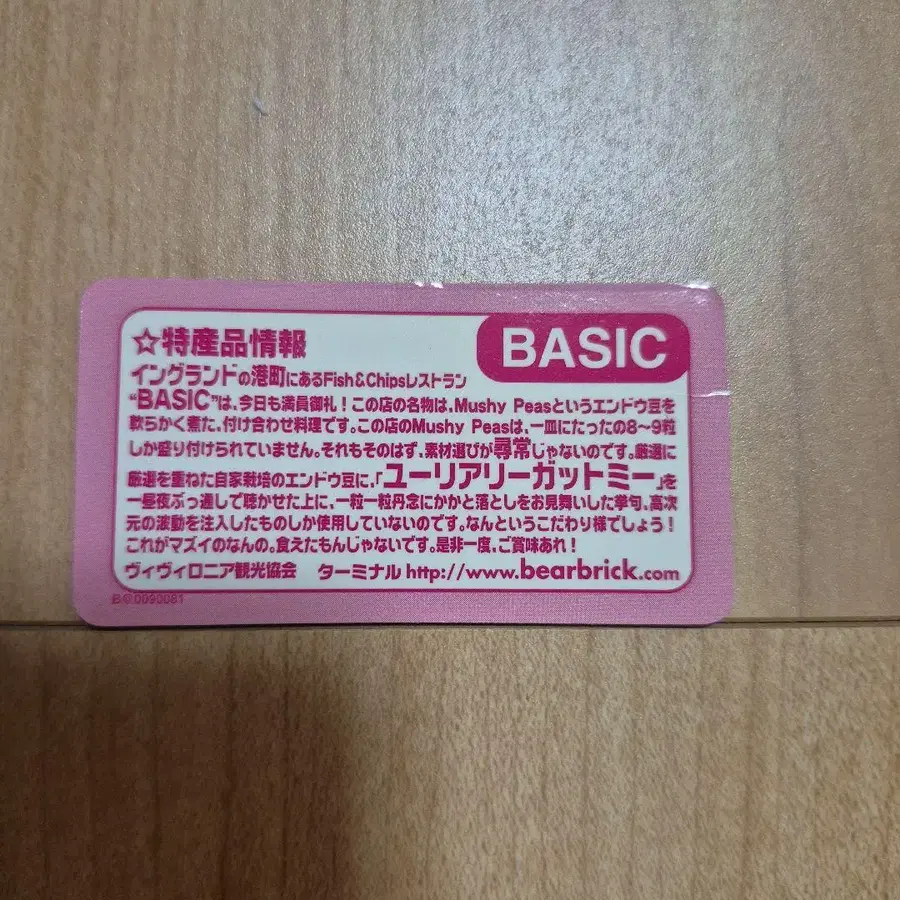 ☆特産品情報
BASIC
イングランドの港町にあるFish&Chipsレストラン
"BASIC"は、今日も満員御礼！この店の名物は、Mushy Peasというエンドウ豆を
軟らかく煮た、付け合わせ料理です。この店のMushy Peasは、一皿にたったの8〜9粒
しか盛り付けられていません。それもそのはず、素材選びが尋常じゃないのです。厳選に
厳選を重ねた自家栽培のエンドウ豆に、「ユーリアリーガットミー」を
一昼夜ぶっ通しで聴かせた上に、一粒一粒丹念にかかと落としをお見舞いした挙句、高次
元の波動を注入したものしか使用していないのです。なんというこだわり様でしょう！
これがマズイのなんの。食えたもんじゃないです。是非一度、ご賞味あれ！
ヴィヴィロニア観光協会 ターミナル http://www.bearbrick.com